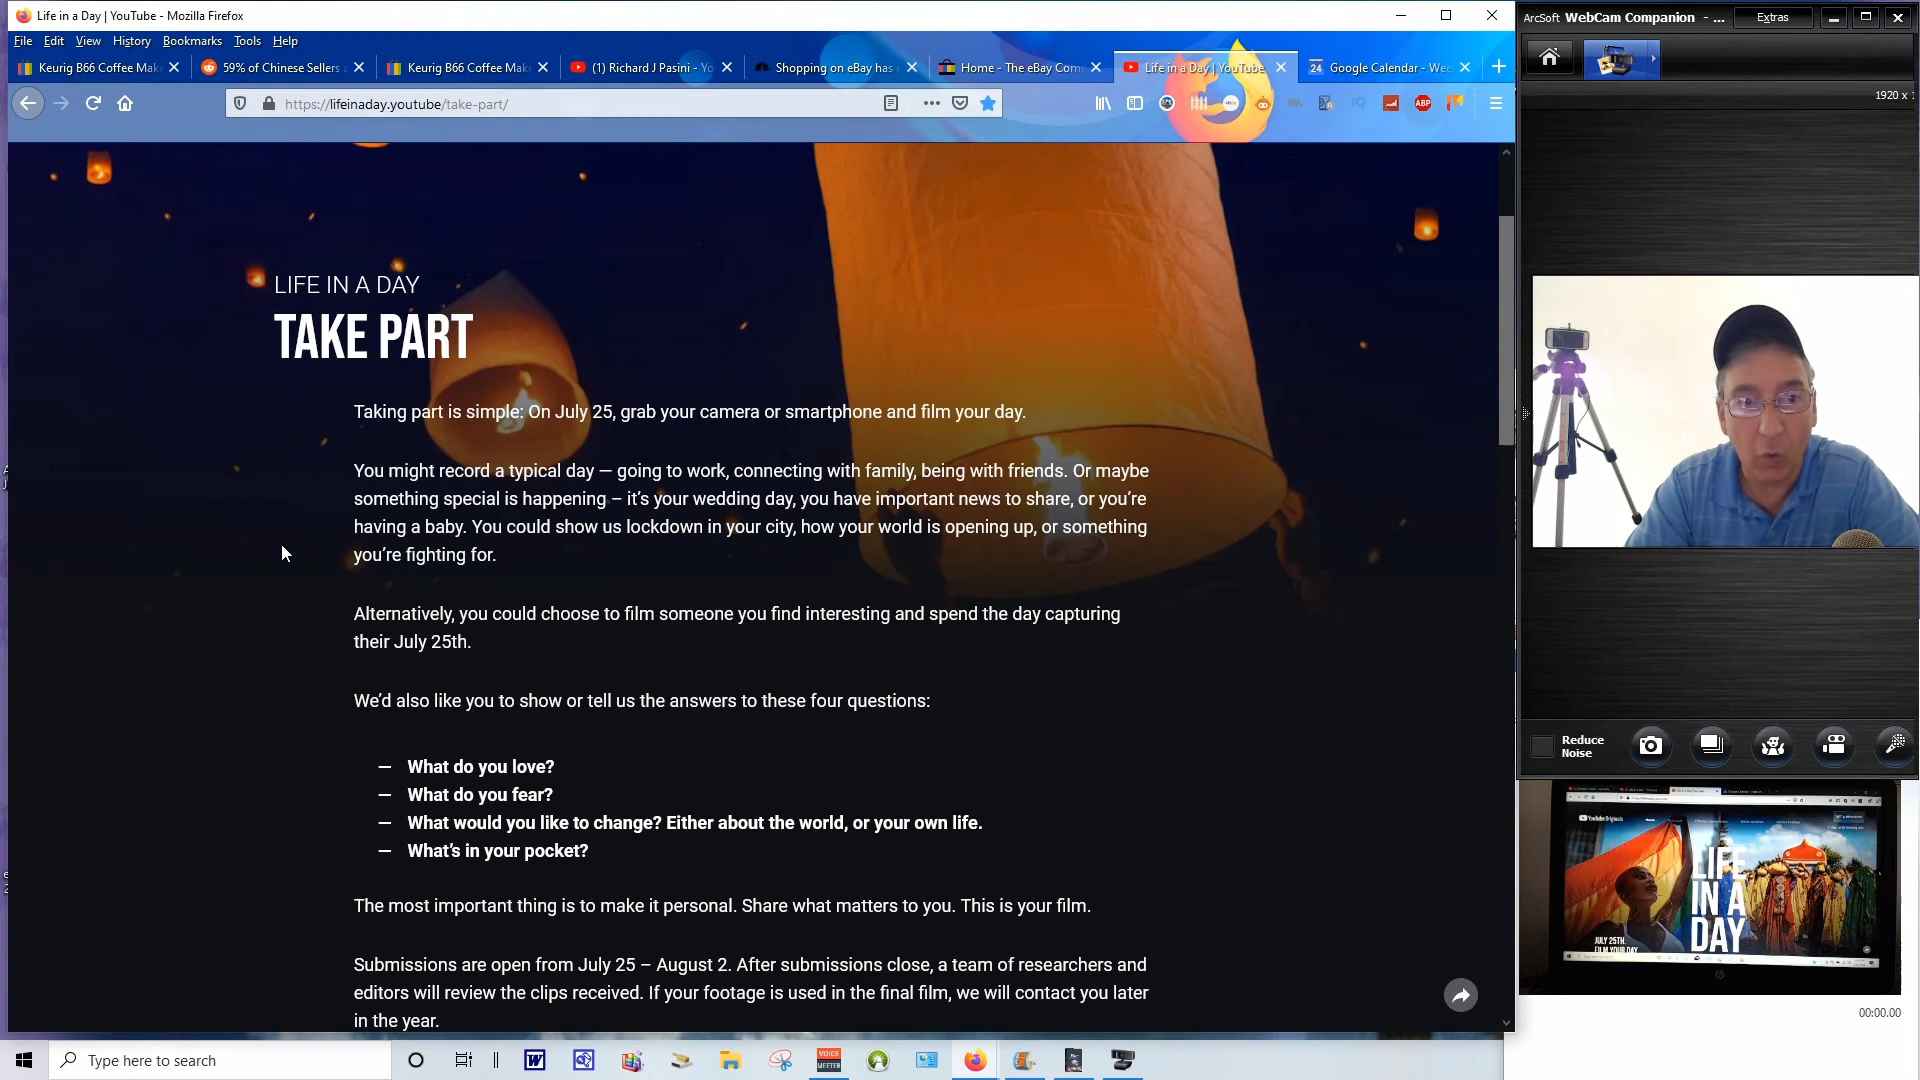 Life in a Day | YouTube - Mozilla Firefox
File Edit View History Bookmarks Tools Help
Keurig B66 Coffee Mak
59% of Chinese Sellers a
Keurig B66 Coffee Mak
(1) Richard J Pasini - Yo
Shopping on eBay has e
Home - The eBay Com
Life in a Day | YouTube
24 Google Calendar - Wee
https://lifeinaday.youtube/take-part/
ABP
LIFE IN A DAY
TAKE PART
Taking part is simple: On July 25, grab your camera or smartphone and film your day.
You might record a typical day — going to work, connecting with family, being with friends. Or maybe
something special is happening – it's your wedding day, you have important news to share, or you're
having a baby. You could show us lockdown in your city, how your world is opening up, or something
you're fighting for.
Alternatively, you could choose to film someone you find interesting and spend the day capturing
their July 25th.
We'd also like you to show or tell us the answers to these four questions:
— What do you love?
— What do you fear?
— What would you like to change? Either about the world, or your own life.
— What's in your pocket?
The most important thing is to make it personal. Share what matters to you. This is your film.
Submissions are open from July 25 – August 2. After submissions close, a team of researchers and
editors will review the clips received. If your footage is used in the final film, we will contact you later
in the year.
ArcSoft WebCam Companion - ...
Extras
1920 x 1
Reduce
Noise
LIFE
IN A
DAY
JULY 25TH.
FILM YOUR DAY
00:00.00
Type here to search
W
VOICE
MEETER